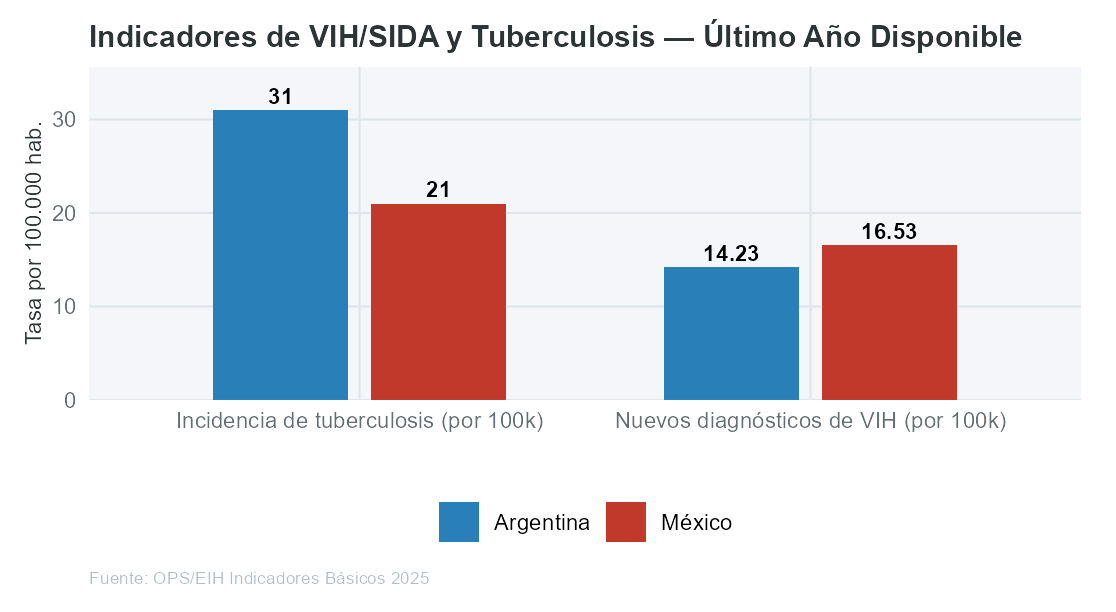 Indicadores de VIH/SIDA y Tuberculosis — Último Año Disponible
Tasa por 100.000 hab.
30
20
10
0
31
21
14.23
16.53
Incidencia de tuberculosis (por 100k)
Nuevos diagnósticos de VIH (por 100k)
Argentina
México
Fuente: OPS/EIH Indicadores Básicos 2025